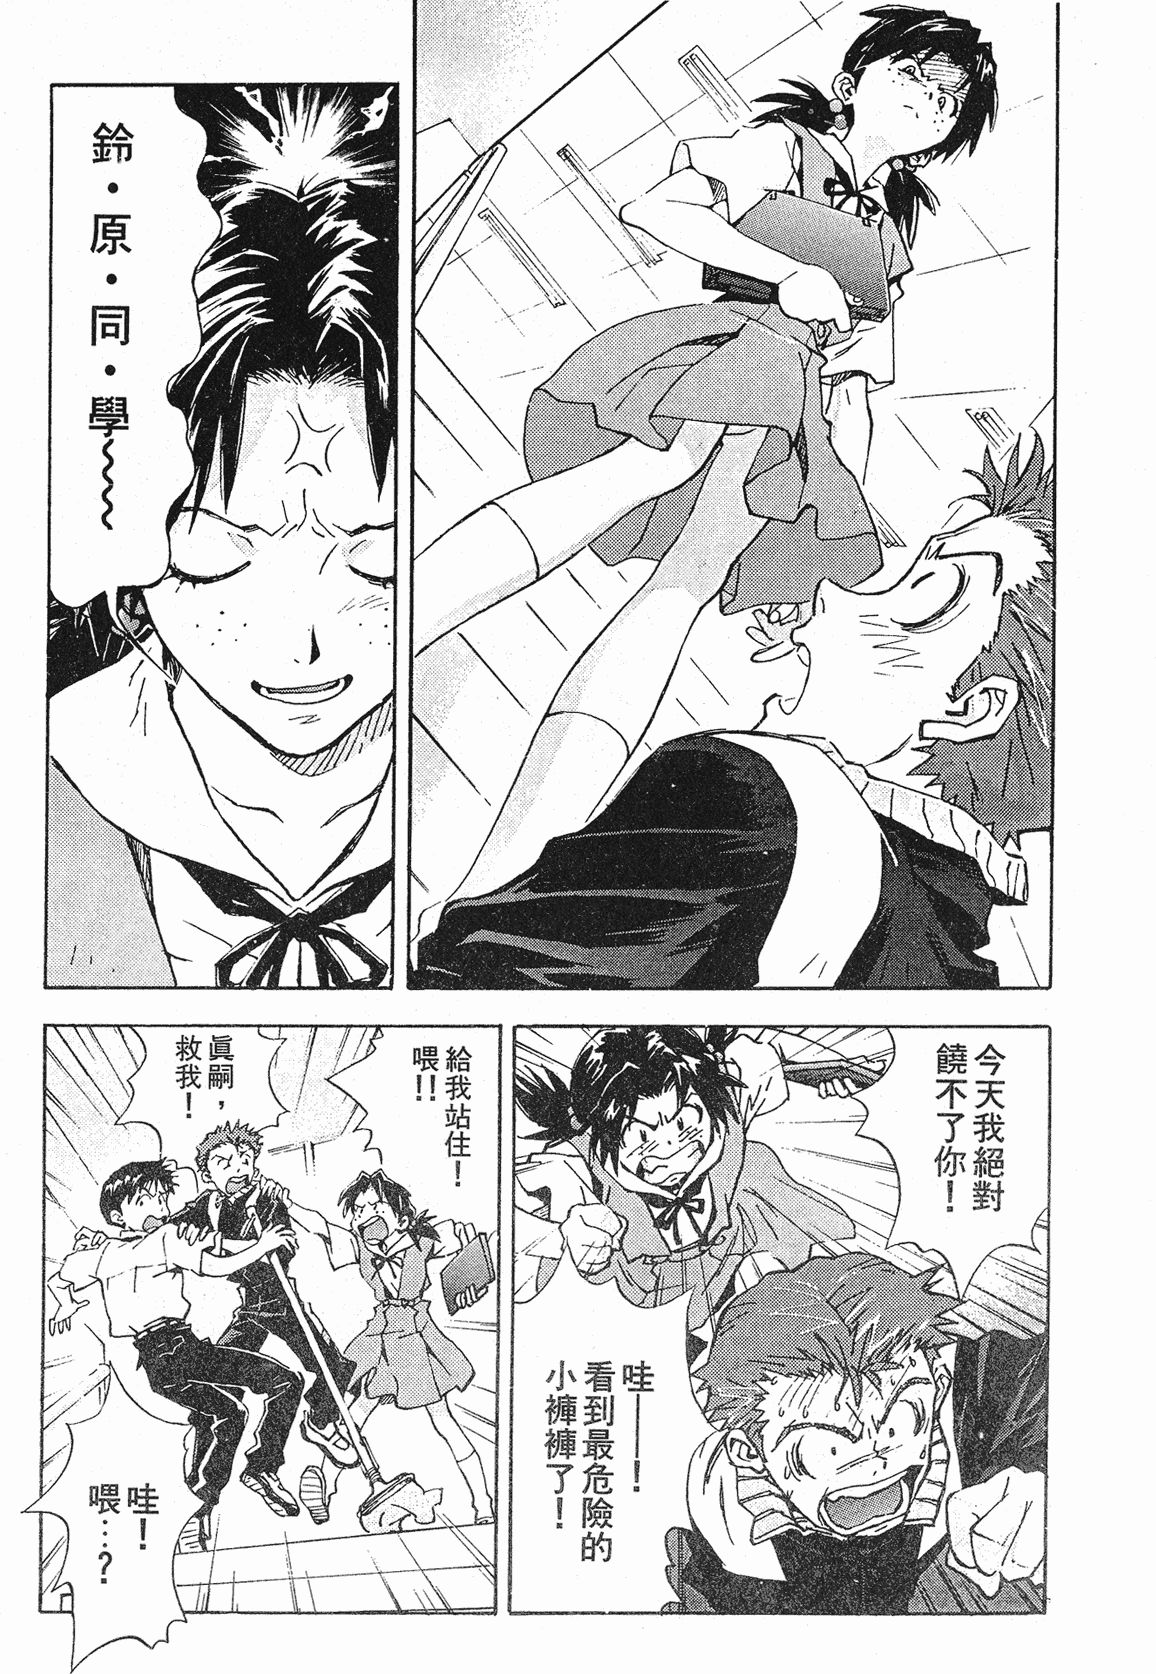 鈴・原・同・學~~~
今天我絕對
饒不了你！
哇——！
看到最危險的
小褲褲了！
給我站住！
喂!!
真嗣，
救我！
哇！
喂…？